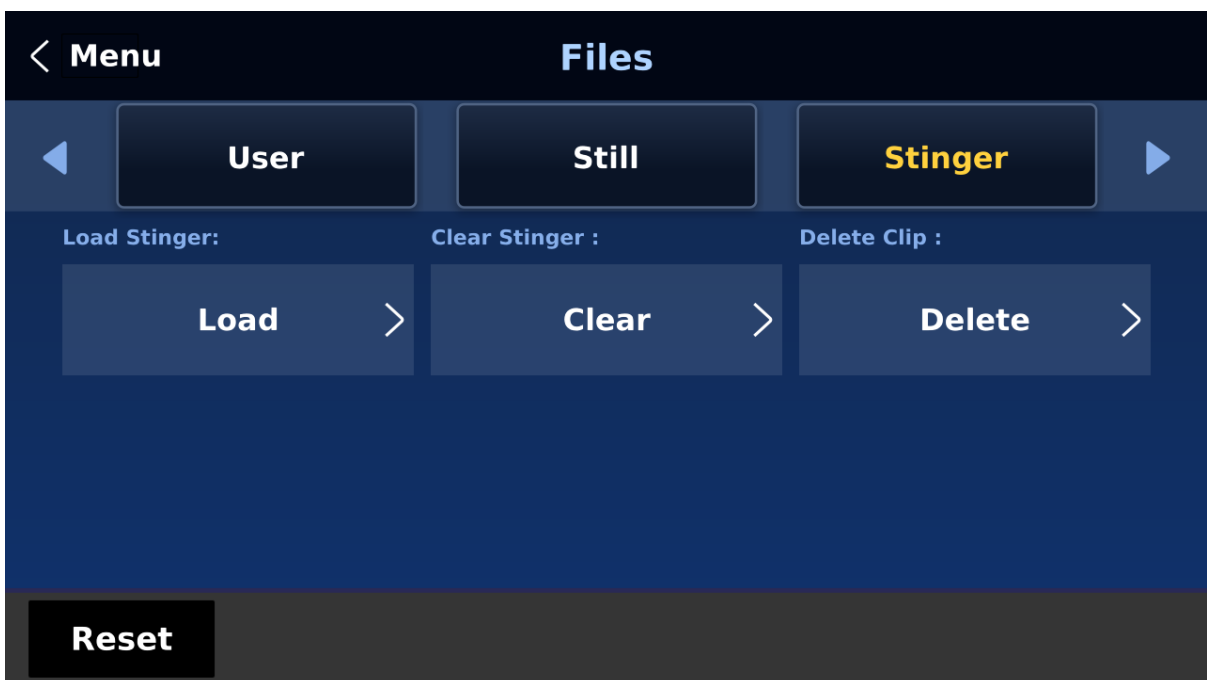 Menu
Files
User
Still
Stinger
Load Stinger:
Clear Stinger :
Delete Clip :
Load
Clear
Delete
Reset